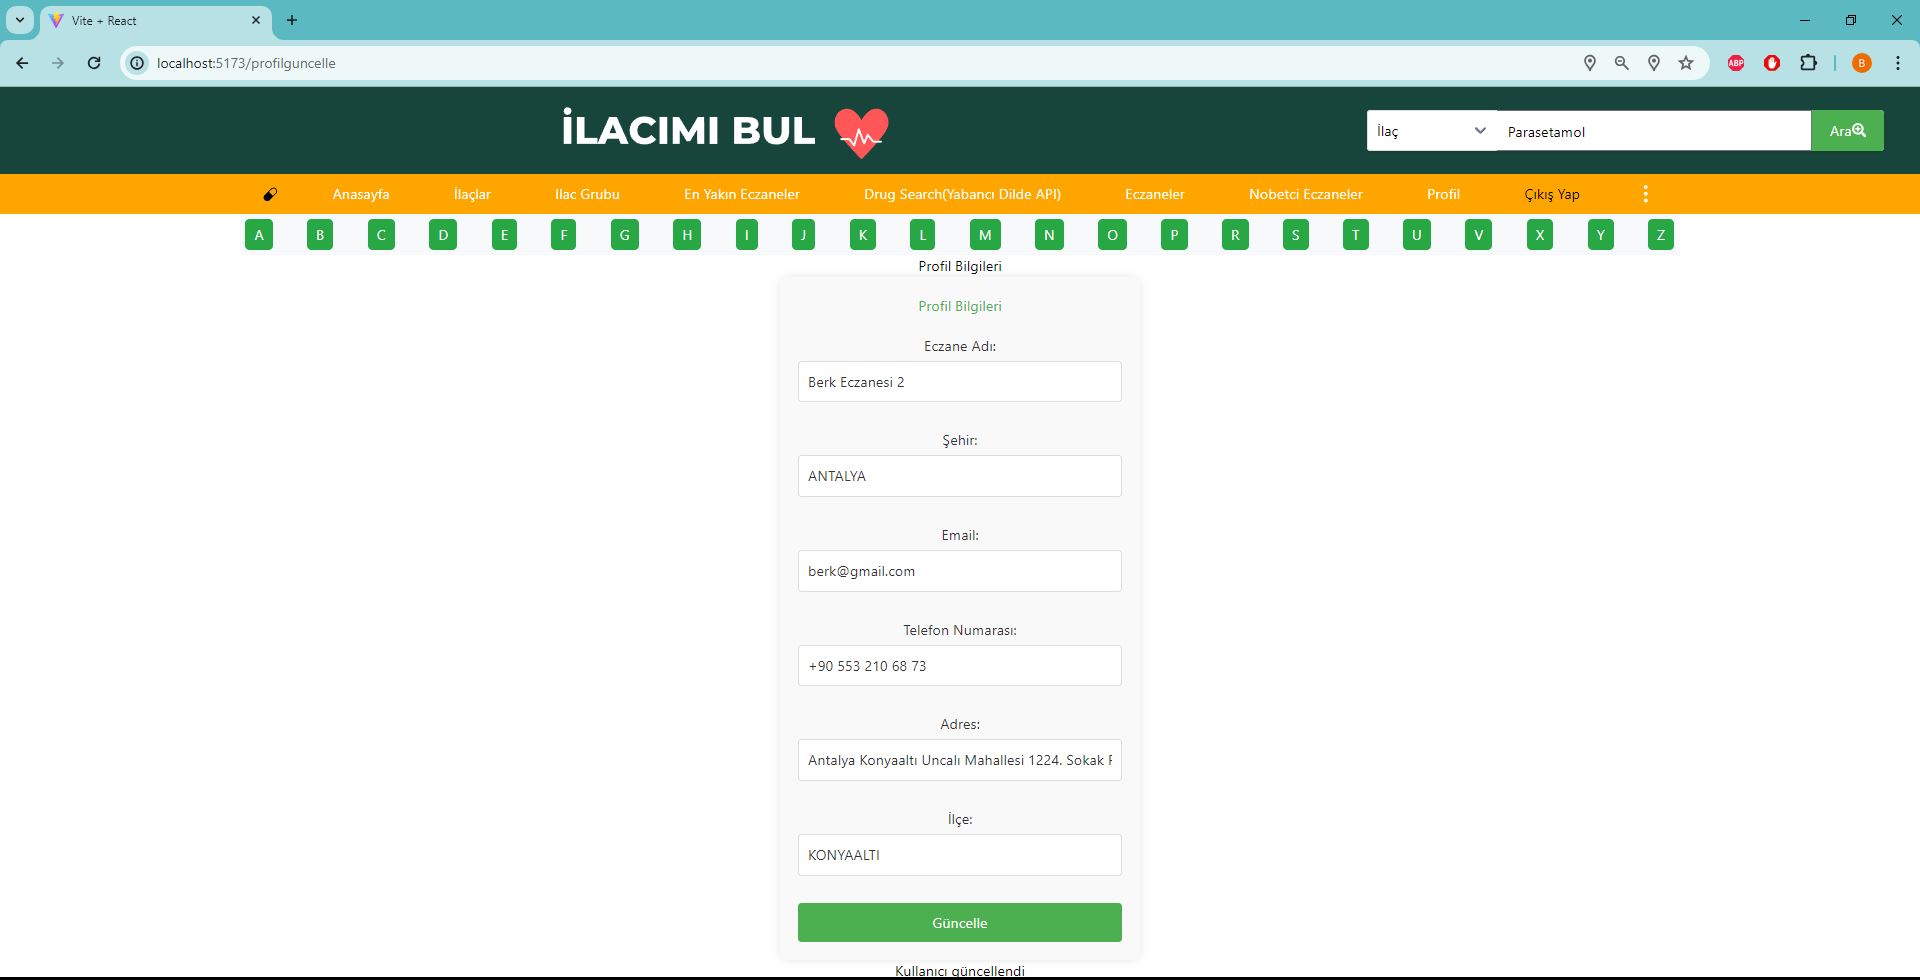 Vite + React
localhost:5173/profilguncelle
ABP
B
İLACIMI BUL
İlaç
Parasetamol
Ara
Anasayfa İlaçlar Ilac Grubu En Yakın Eczaneler Drug Search(Yabancı Dilde API) Eczaneler Nobetci Eczaneler Profil Çıkış Yap
A B C D E F G H I J K L M N O P R S T U V X Y Z
Profil Bilgileri
Profil Bilgileri
Eczane Adı:
Berk Eczanesi 2
Şehir:
ANTALYA
Email:
berk@gmail.com
Telefon Numarası:
+90 553 210 68 73
Adres:
Antalya Konyaaltı Uncalı Mahallesi 1224. Sokak
İlçe:
KONYAALTI
Güncelle
Kullanıcı güncellendi